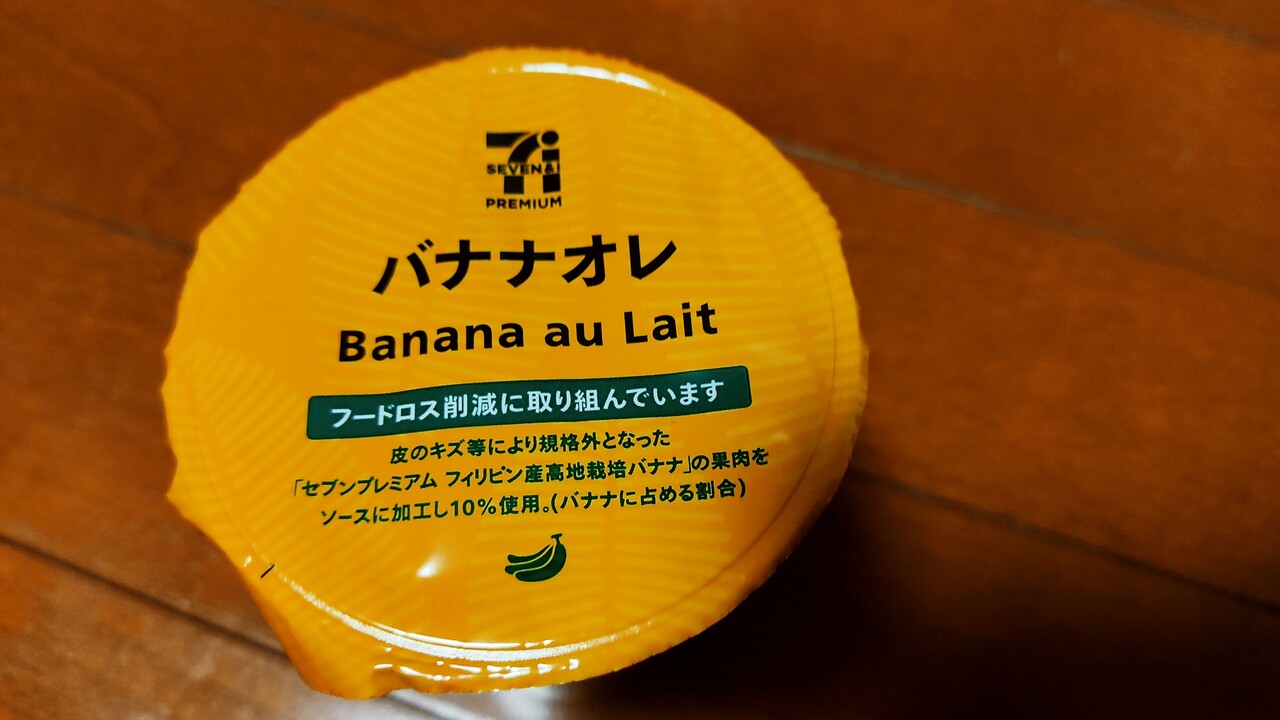 7i
SEVEN&i
PREMIUM
バナナオレ
Banana au Lait
フードロス削減に取り組んでいます
皮のキズ等により規格外となった
「セブンプレミアム フィリピン産高地栽培バナナ」の果肉を
ソースに加工し10%使用。(バナナに占める割合)